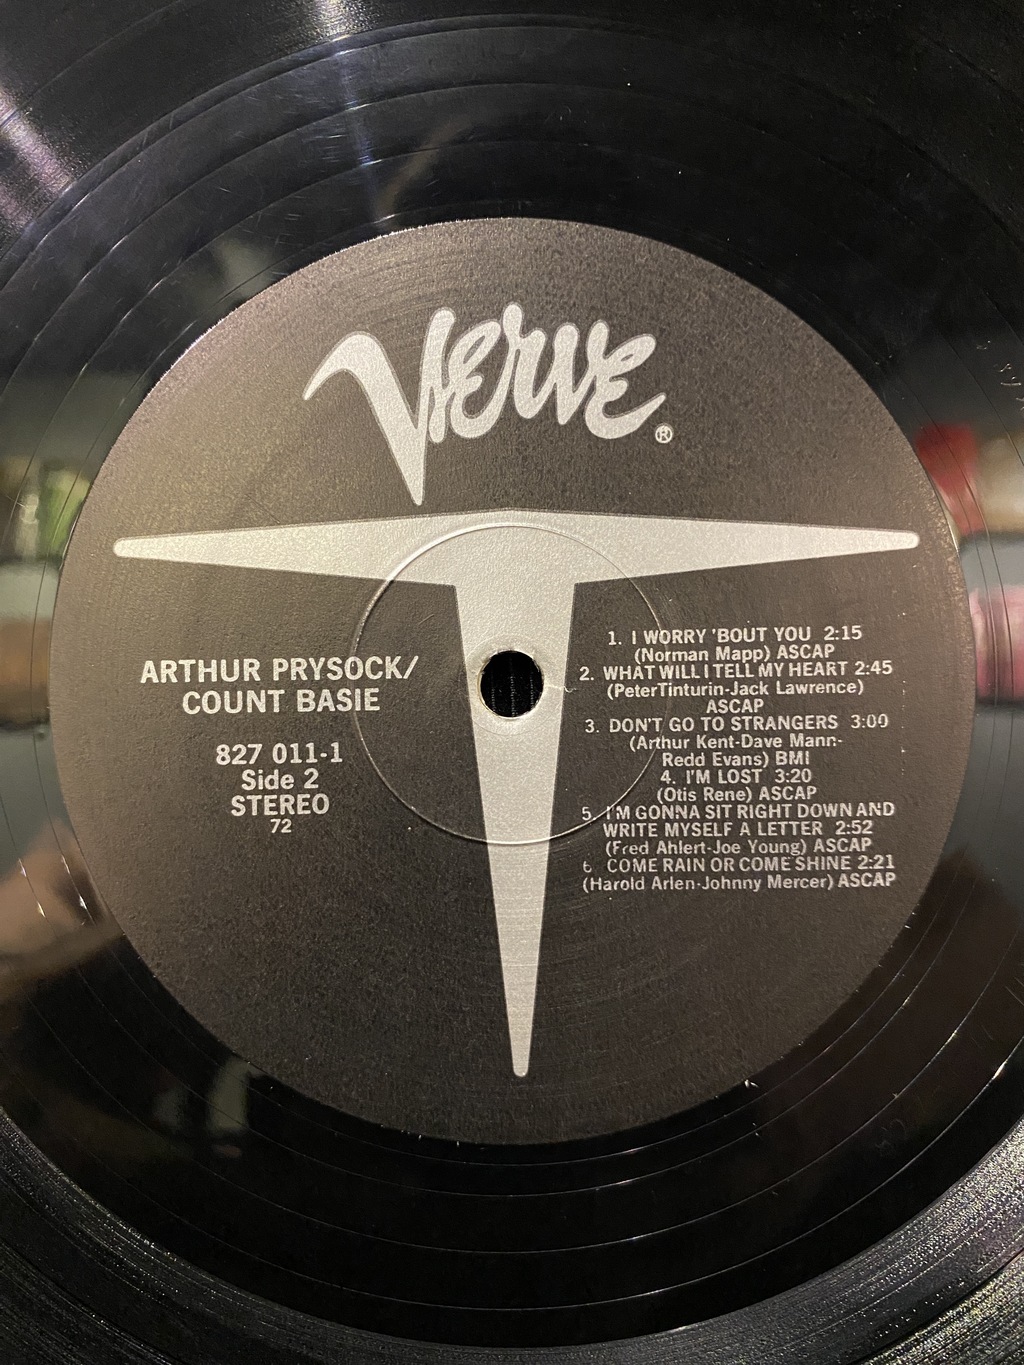 Verve®
ARTHUR PRYSOCK/
COUNT BASIE
827 011-1
Side 2
STEREO
72
1. I WORRY 'BOUT YOU 2:15
(Norman Mapp) ASCAP
2. WHAT WILL I TELL MY HEART 2:45
(PeterTinturin-Jack Lawrence)
ASCAP
3. DON'T GO TO STRANGERS 3:00
(Arthur Kent-Dave Mann-
Redd Evans) BMI
4. I'M LOST 3:20
(Otis Rene) ASCAP
5. I'M GONNA SIT RIGHT DOWN AND
WRITE MYSELF A LETTER 2:52
(Fred Ahlert-Joe Young) ASCAP
6 COME RAIN OR COME SHINE 2:21
(Harold Arlen-Johnny Mercer) ASCAP